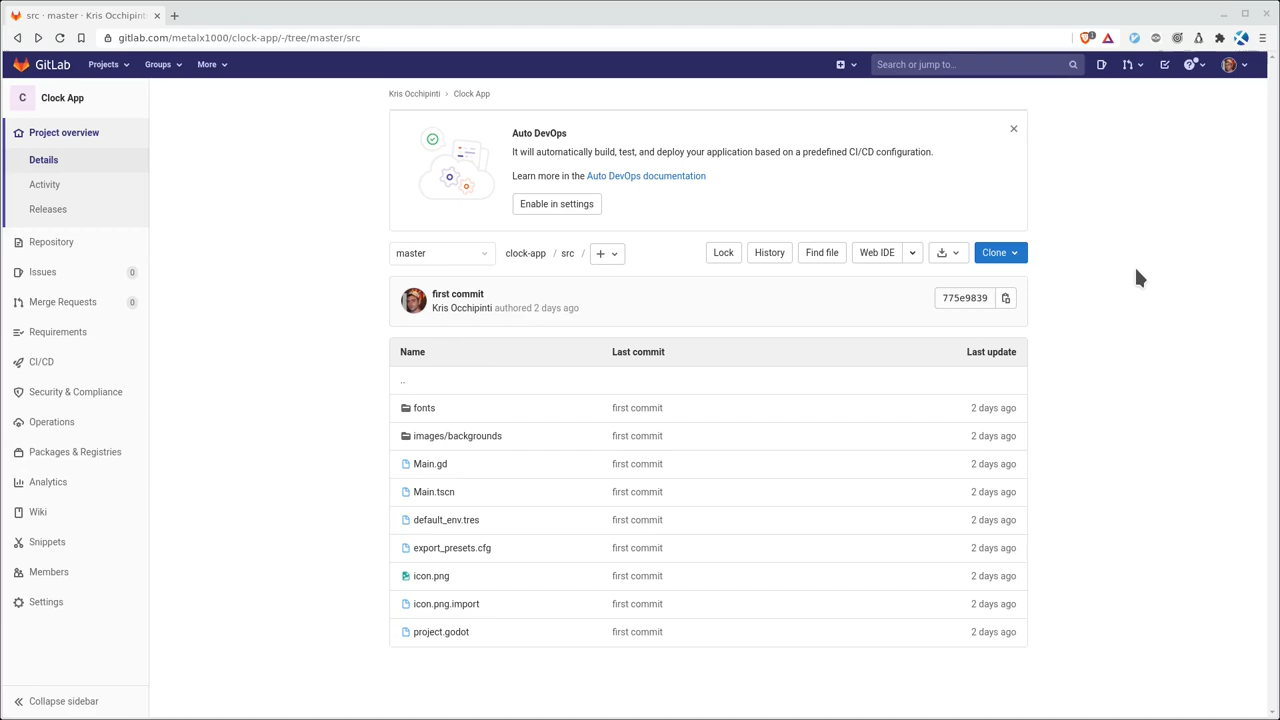 src · master · Kris Occhipinti
gitlab.com/metalx1000/clock-app/-/tree/master/src
1
GitLab
Projects
Groups
More
Search or jump to...
C
Clock App
Project overview
Details
Activity
Releases
Repository
Issues
0
Merge Requests
0
Requirements
CI/CD
Security & Compliance
Operations
Packages & Registries
Analytics
Wiki
Snippets
Members
Settings
Collapse sidebar
Kris Occhipinti › Clock App
Auto DevOps
It will automatically build, test, and deploy your application based on a predefined CI/CD configuration.
Learn more in the Auto DevOps documentation
Enable in settings
master
clock-app / src /
Lock
History
Find file
Web IDE
Clone
first commit
Kris Occhipinti authored 2 days ago
775e9839
Name Last commit Last update
..
fonts first commit 2 days ago
images/backgrounds first commit 2 days ago
Main.gd first commit 2 days ago
Main.tscn first commit 2 days ago
default_env.tres first commit 2 days ago
export_presets.cfg first commit 2 days ago
icon.png first commit 2 days ago
icon.png.import first commit 2 days ago
project.godot first commit 2 days ago